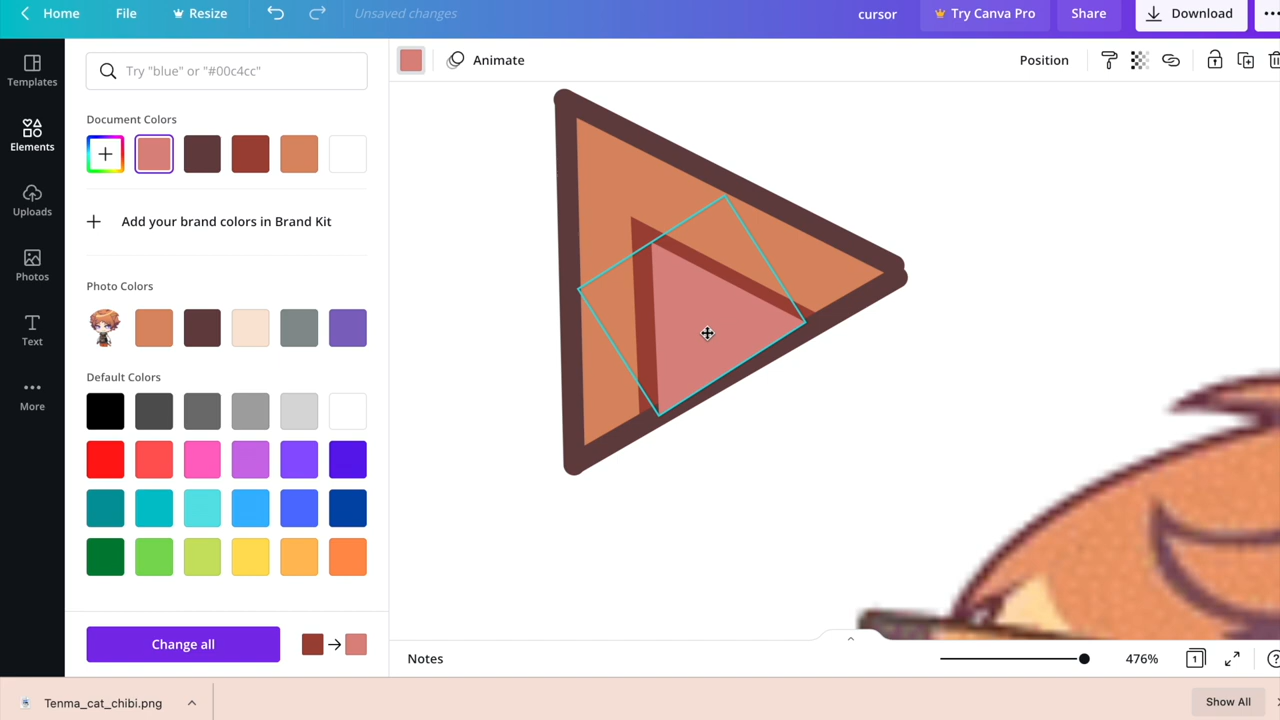 Home File Resize Unsaved changes cursor Try Canva Pro Share Download
Try "blue" or "#00c4cc" Animate Position
Templates
Document Colors
Elements
Uploads
Add your brand colors in Brand Kit
Photos
Photo Colors
Text
Default Colors
More
Change all
Notes 476% 1
Tenma_cat_chibi.png Show All